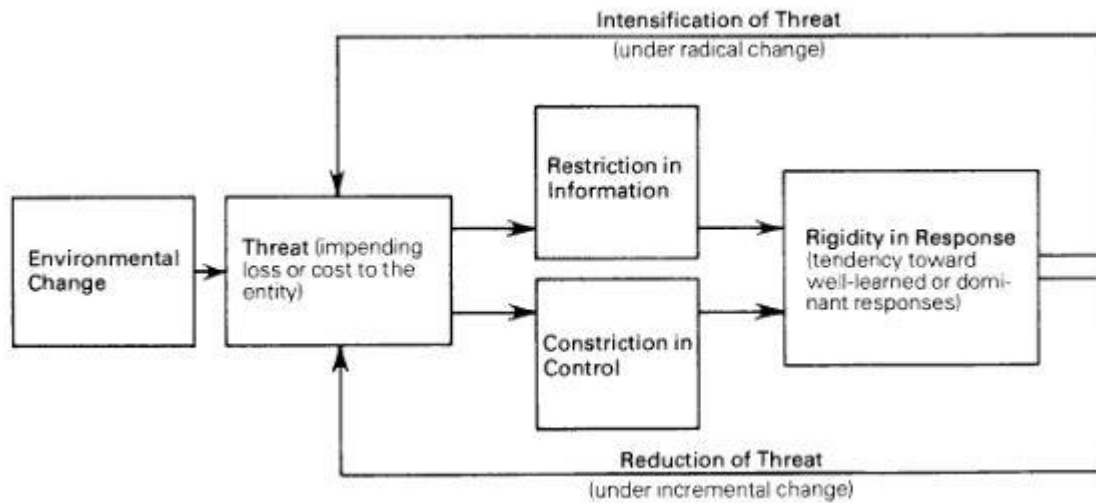 Intensification of Threat
(under radical change)
Restriction in
Information
Environmental
Change
Threat (impending
loss or cost to the
entity)
Rigidity in Response
(tendency toward
well-learned or domi-
nant responses)
Constriction in
Control
Reduction of Threat
(under incremental change)